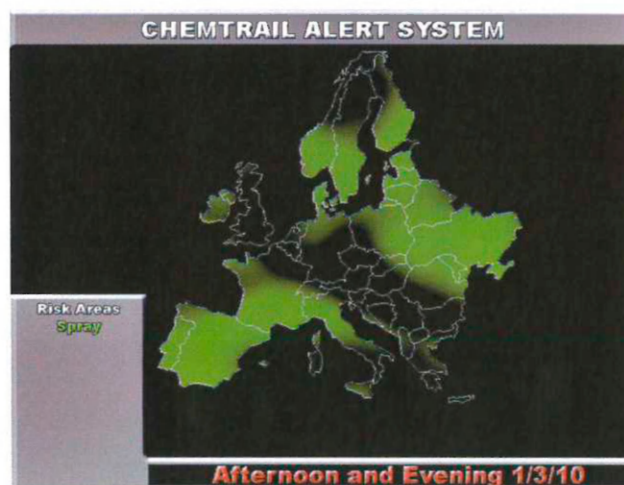 CHEMTRAIL ALERT SYSTEM
Risk Areas
Spray
Afternoon and Evening 1/3/10